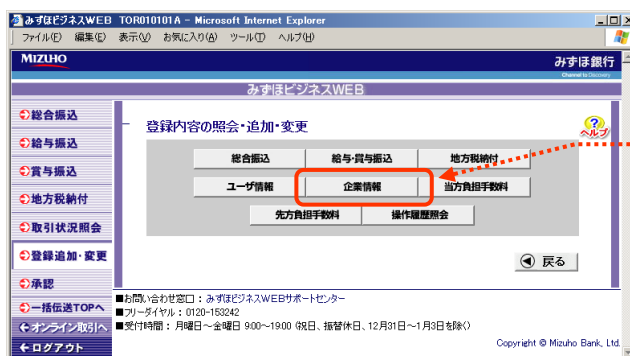 みずほビジネスWEB TOR010101A - Microsoft Internet Explorer
ファイル(F) 編集(E) 表示(V) お気に入り(A) ツール(T) ヘルプ(H)
MIZUHO
みずほ銀行
Channel to Discovery
みずほビジネスWEB
総合振込
給与振込
賞与振込
地方税納付
取引状況照会
登録追加・変更
承認
一括伝送TOPへ
オンライン取引へ
ログアウト
登録内容の照会・追加・変更
ヘルプ
総合振込 給与・賞与振込 地方税納付
ユーザ情報 企業情報 当方負担手数料
先方負担手数料 操作履歴照会
戻る
■お問い合わせ窓口：みずほビジネスWEBサポートセンター
■フリーダイヤル：0120-153242
■受付時間：月曜日～金曜日 9:00～19:00 (祝日、振替休日、12月31日～1月3日を除く)
Copyright © Mizuho Bank, Ltd.